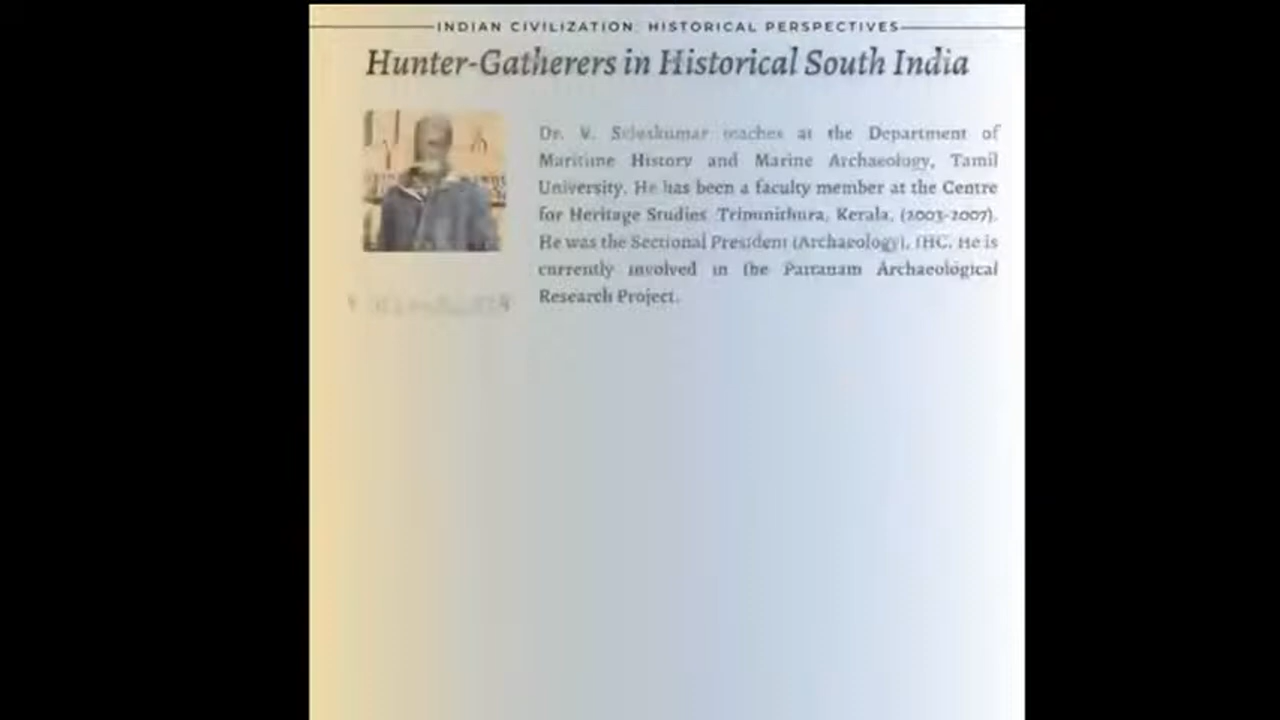 INDIAN CIVILIZATION: HISTORICAL PERSPECTIVES
Hunter-Gatherers in Historical South India
Dr. V. teaches at the Department of
Maritime History and Marine Archaeology, Tamil
University. He has been a faculty member at the Centre
for Heritage Studies Kerala, (2003-2007).
He was the Sectional President (Archaeology), IHC. He is
currently involved in the Pattanam Archaeological
Research Project.